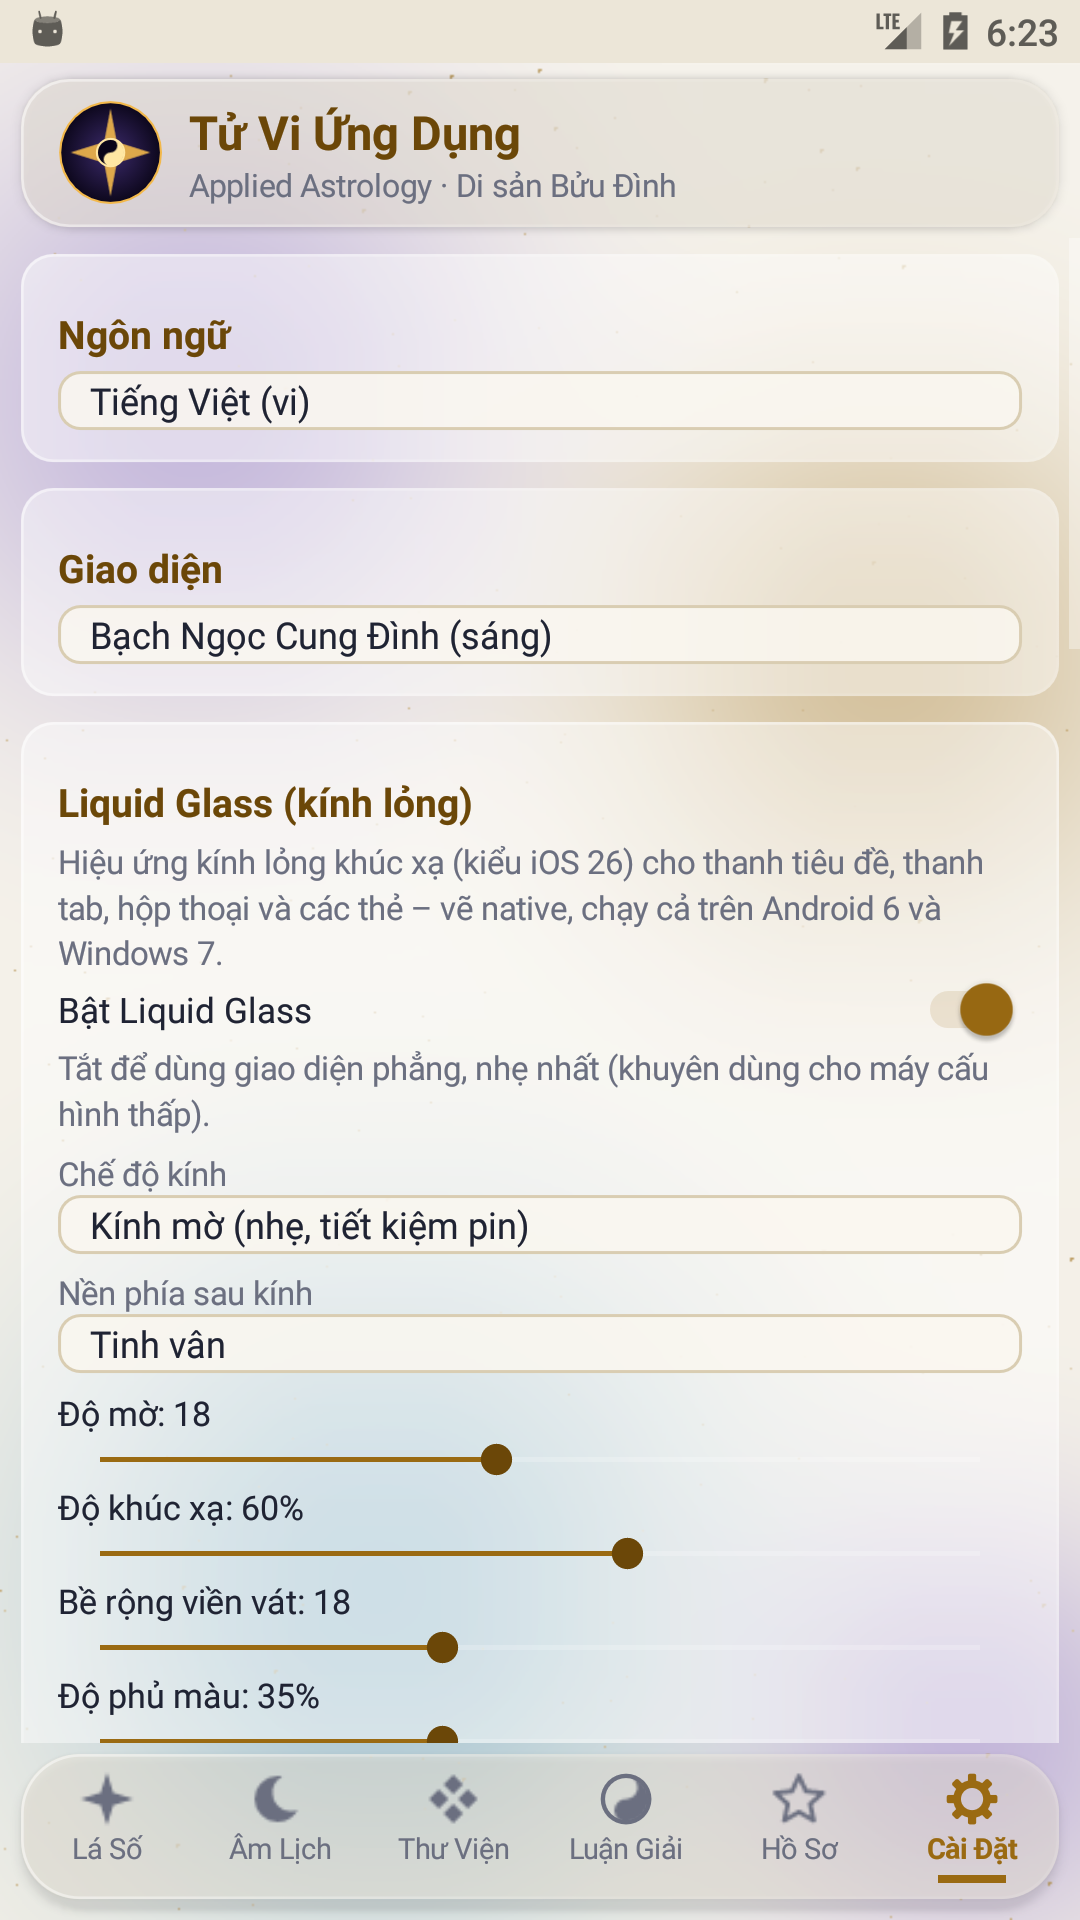 LTE 6:23
Tử Vi Ứng Dụng
Applied Astrology · Di sản Bửu Đình
Ngôn ngữ
Tiếng Việt (vi)
Giao diện
Bạch Ngọc Cung Đình (sáng)
Liquid Glass (kính lỏng)
Hiệu ứng kính lỏng khúc xạ (kiểu iOS 26) cho thanh tiêu đề, thanh
tab, hộp thoại và các thẻ – vẽ native, chạy cả trên Android 6 và
Windows 7.
Bật Liquid Glass
Tắt để dùng giao diện phẳng, nhẹ nhất (khuyên dùng cho máy cấu
hình thấp).
Chế độ kính
Kính mờ (nhẹ, tiết kiệm pin)
Nền phía sau kính
Tinh vân
Độ mờ: 18
Độ khúc xạ: 60%
Bề rộng viền vát: 18
Độ phủ màu: 35%
Lá Số Âm Lịch Thư Viện Luận Giải Hồ Sơ Cài Đặt